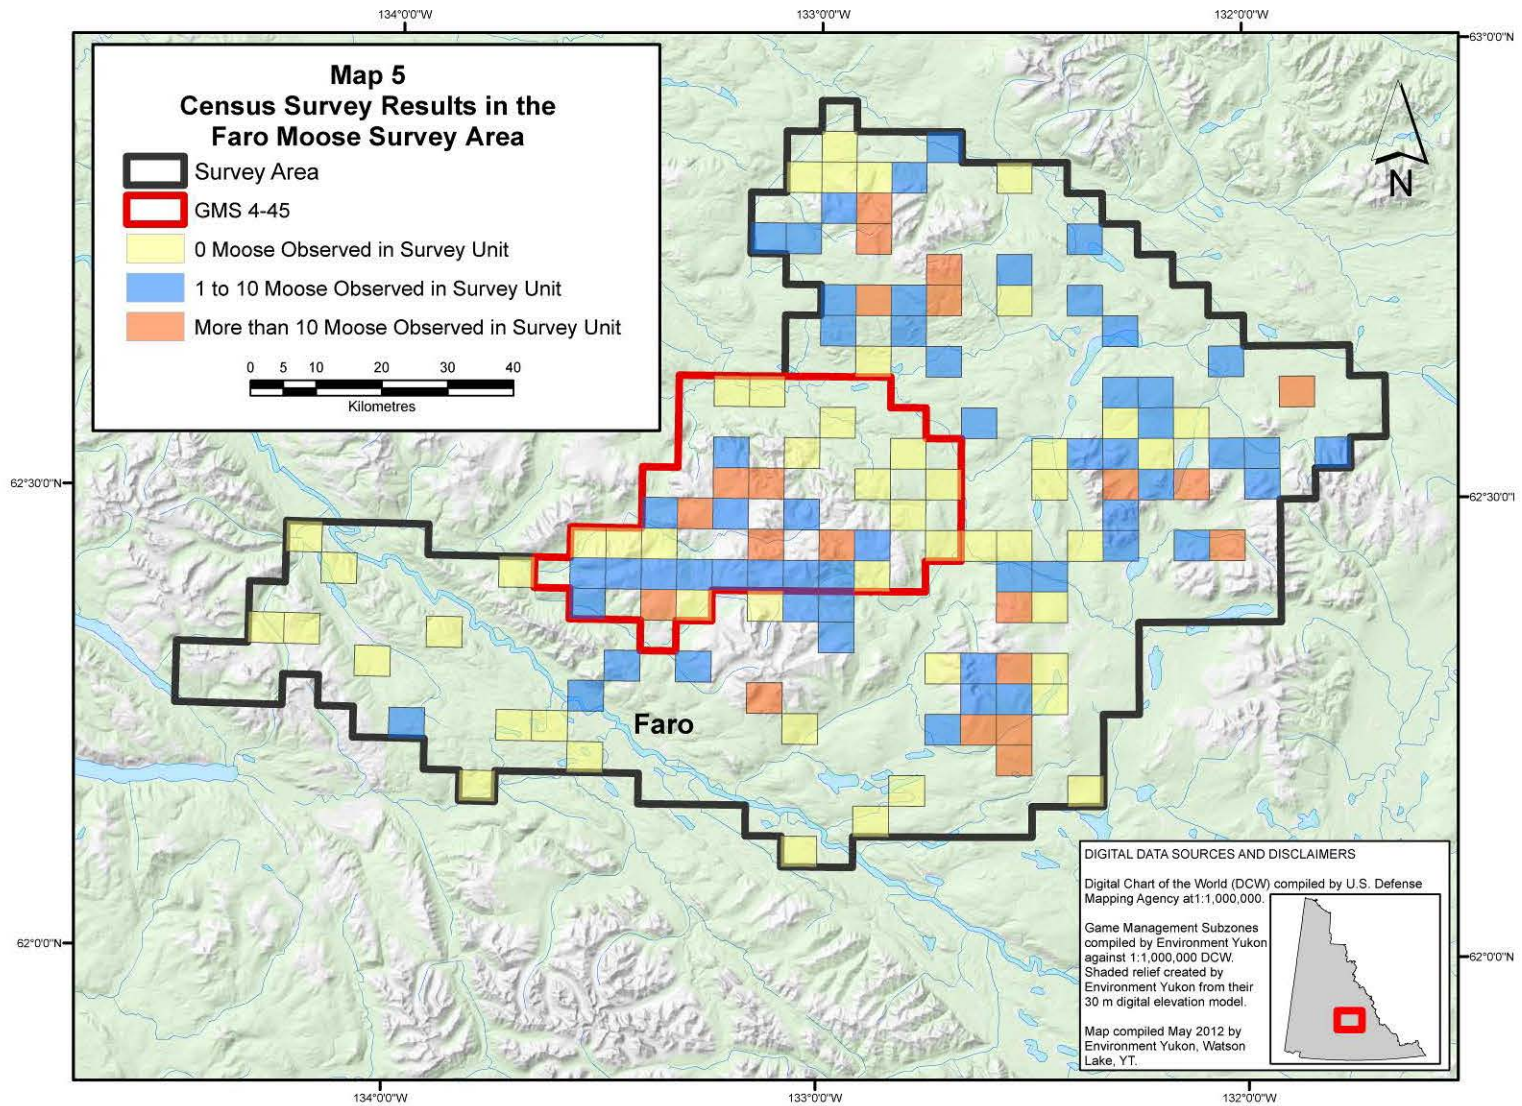 134°0'0"W
133°0'0"W
132°0'0"W
63°0'0"N
Map 5
Census Survey Results in the
Faro Moose Survey Area
Survey Area
GMS 4-45
0 Moose Observed in Survey Unit
1 to 10 Moose Observed in Survey Unit
More than 10 Moose Observed in Survey Unit
0 5 10 20 30 40
Kilometres
N
62°30'0"N
62°30'0"I
Faro
62°0'0"N
62°0'0"N
DIGITAL DATA SOURCES AND DISCLAIMERS
Digital Chart of the World (DCW) compiled by U.S. Defense
Mapping Agency at1:1,000,000.
Game Management Subzones
compiled by Environment Yukon
against 1:1,000,000 DCW.
Shaded relief created by
Environment Yukon from their
30 m digital elevation model.
Map compiled May 2012 by
Environment Yukon, Watson
Lake, YT.
134°0'0"W
133°0'0"W
132°0'0"W